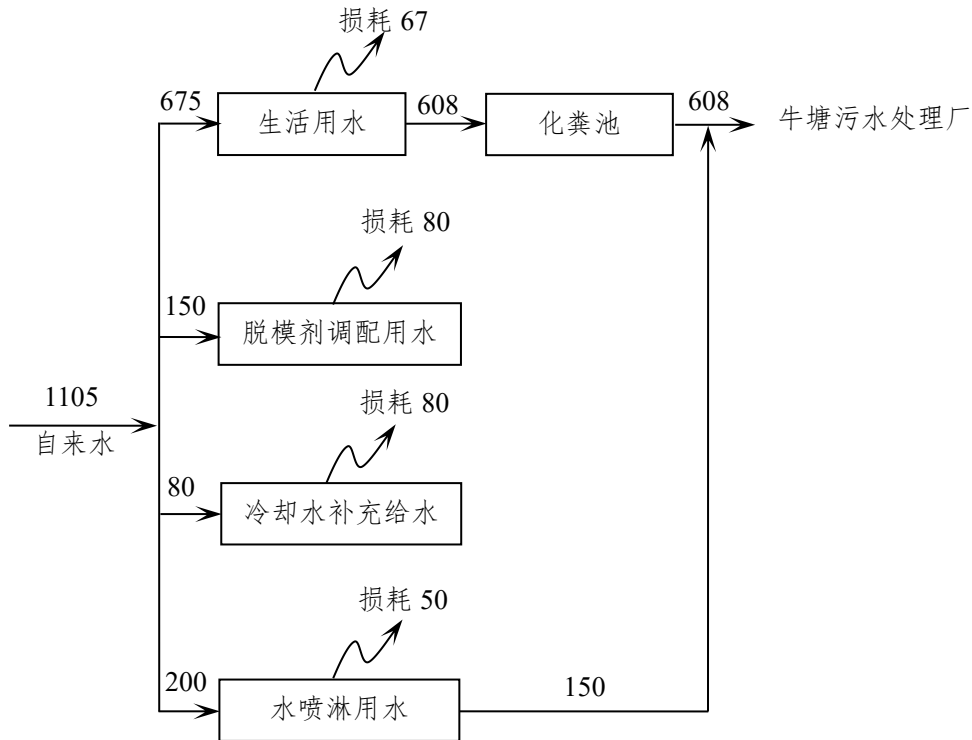 损耗 67
675
生活用水
608
化粪池
608
牛塘污水处理厂
损耗 80
150
脱模剂调配用水
1105
自来水
损耗 80
80
冷却水补充给水
损耗 50
200
水喷淋用水
150